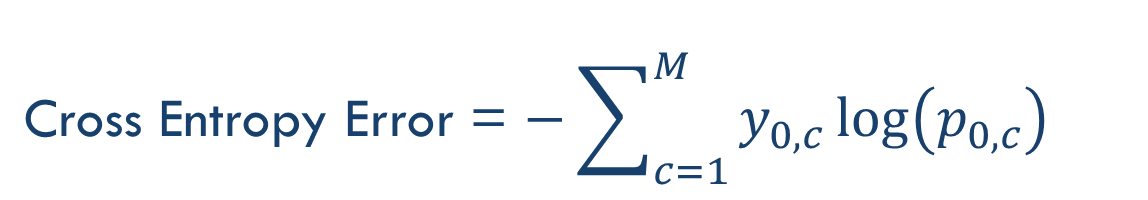 Cross Entropy Error = − ∑_{c=1}^{M} y_{0,c} log(p_{0,c})